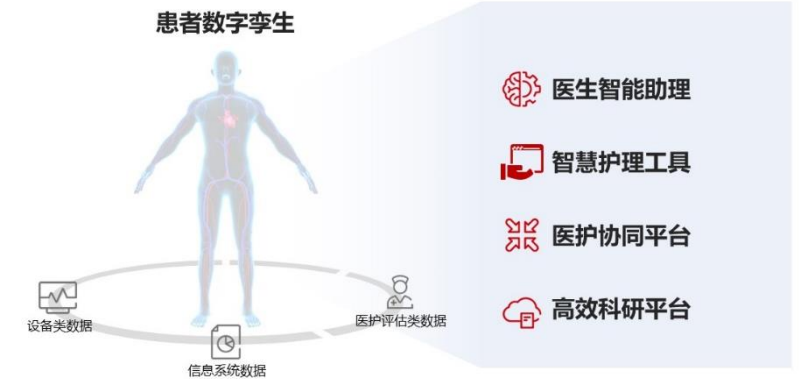 患者数字孪生
医生智能助理
智慧护理工具
医护协同平台
高效科研平台
设备类数据
医护评估类数据
信息系统数据